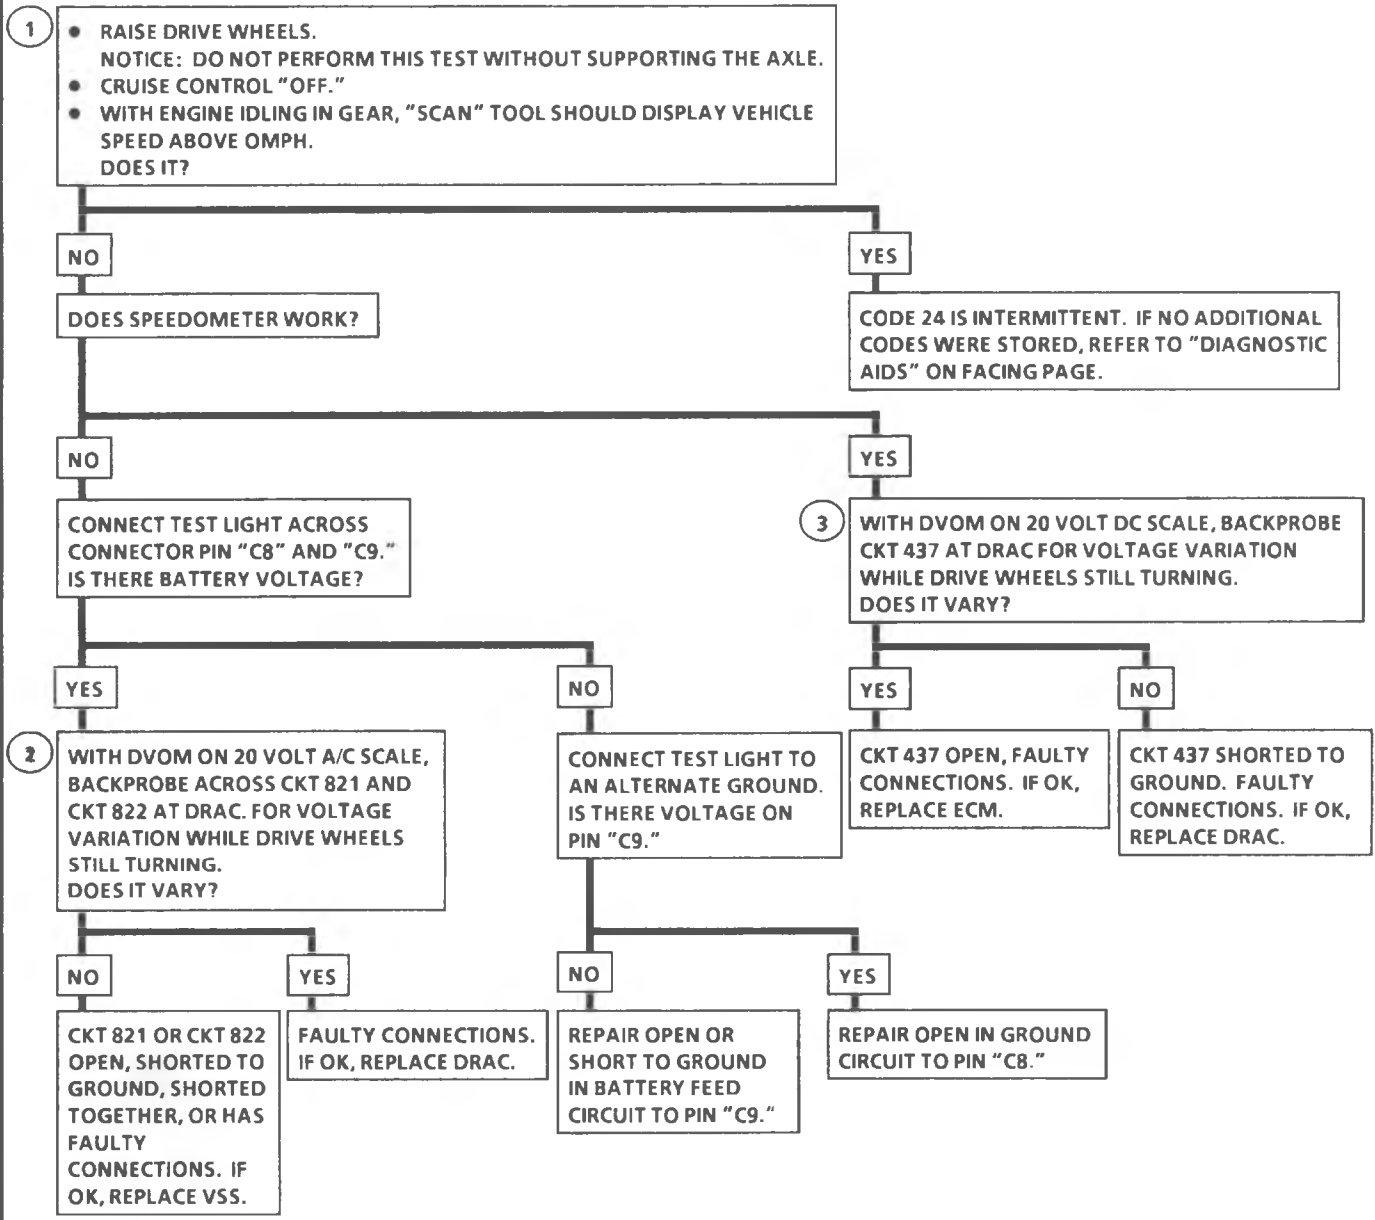 1
• RAISE DRIVE WHEELS.
NOTICE: DO NOT PERFORM THIS TEST WITHOUT SUPPORTING THE AXLE.
• CRUISE CONTROL "OFF."
• WITH ENGINE IDLING IN GEAR, "SCAN" TOOL SHOULD DISPLAY VEHICLE
SPEED ABOVE OMPH.
DOES IT?
NO
YES
DOES SPEEDOMETER WORK?
CODE 24 IS INTERMITTENT. IF NO ADDITIONAL
CODES WERE STORED, REFER TO "DIAGNOSTIC
AIDS" ON FACING PAGE.
NO
YES
CONNECT TEST LIGHT ACROSS
CONNECTOR PIN "C8" AND "C9."
IS THERE BATTERY VOLTAGE?
3
WITH DVOM ON 20 VOLT DC SCALE, BACKPROBE
CKT 437 AT DRAC FOR VOLTAGE VARIATION
WHILE DRIVE WHEELS STILL TURNING.
DOES IT VARY?
YES
NO
YES
NO
2
WITH DVOM ON 20 VOLT A/C SCALE,
BACKPROBE ACROSS CKT 821 AND
CKT 822 AT DRAC. FOR VOLTAGE
VARIATION WHILE DRIVE WHEELS
STILL TURNING.
DOES IT VARY?
CONNECT TEST LIGHT TO
AN ALTERNATE GROUND.
IS THERE VOLTAGE ON
PIN "C9."
CKT 437 OPEN, FAULTY
CONNECTIONS. IF OK,
REPLACE ECM.
CKT 437 SHORTED TO
GROUND. FAULTY
CONNECTIONS. IF OK,
REPLACE DRAC.
NO
YES
NO
YES
CKT 821 OR CKT 822
OPEN, SHORTED TO
GROUND, SHORTED
TOGETHER, OR HAS
FAULTY
CONNECTIONS. IF
OK, REPLACE VSS.
FAULTY CONNECTIONS.
IF OK, REPLACE DRAC.
REPAIR OPEN OR
SHORT TO GROUND
IN BATTERY FEED
CIRCUIT TO PIN "C9."
REPAIR OPEN IN GROUND
CIRCUIT TO PIN "C8."